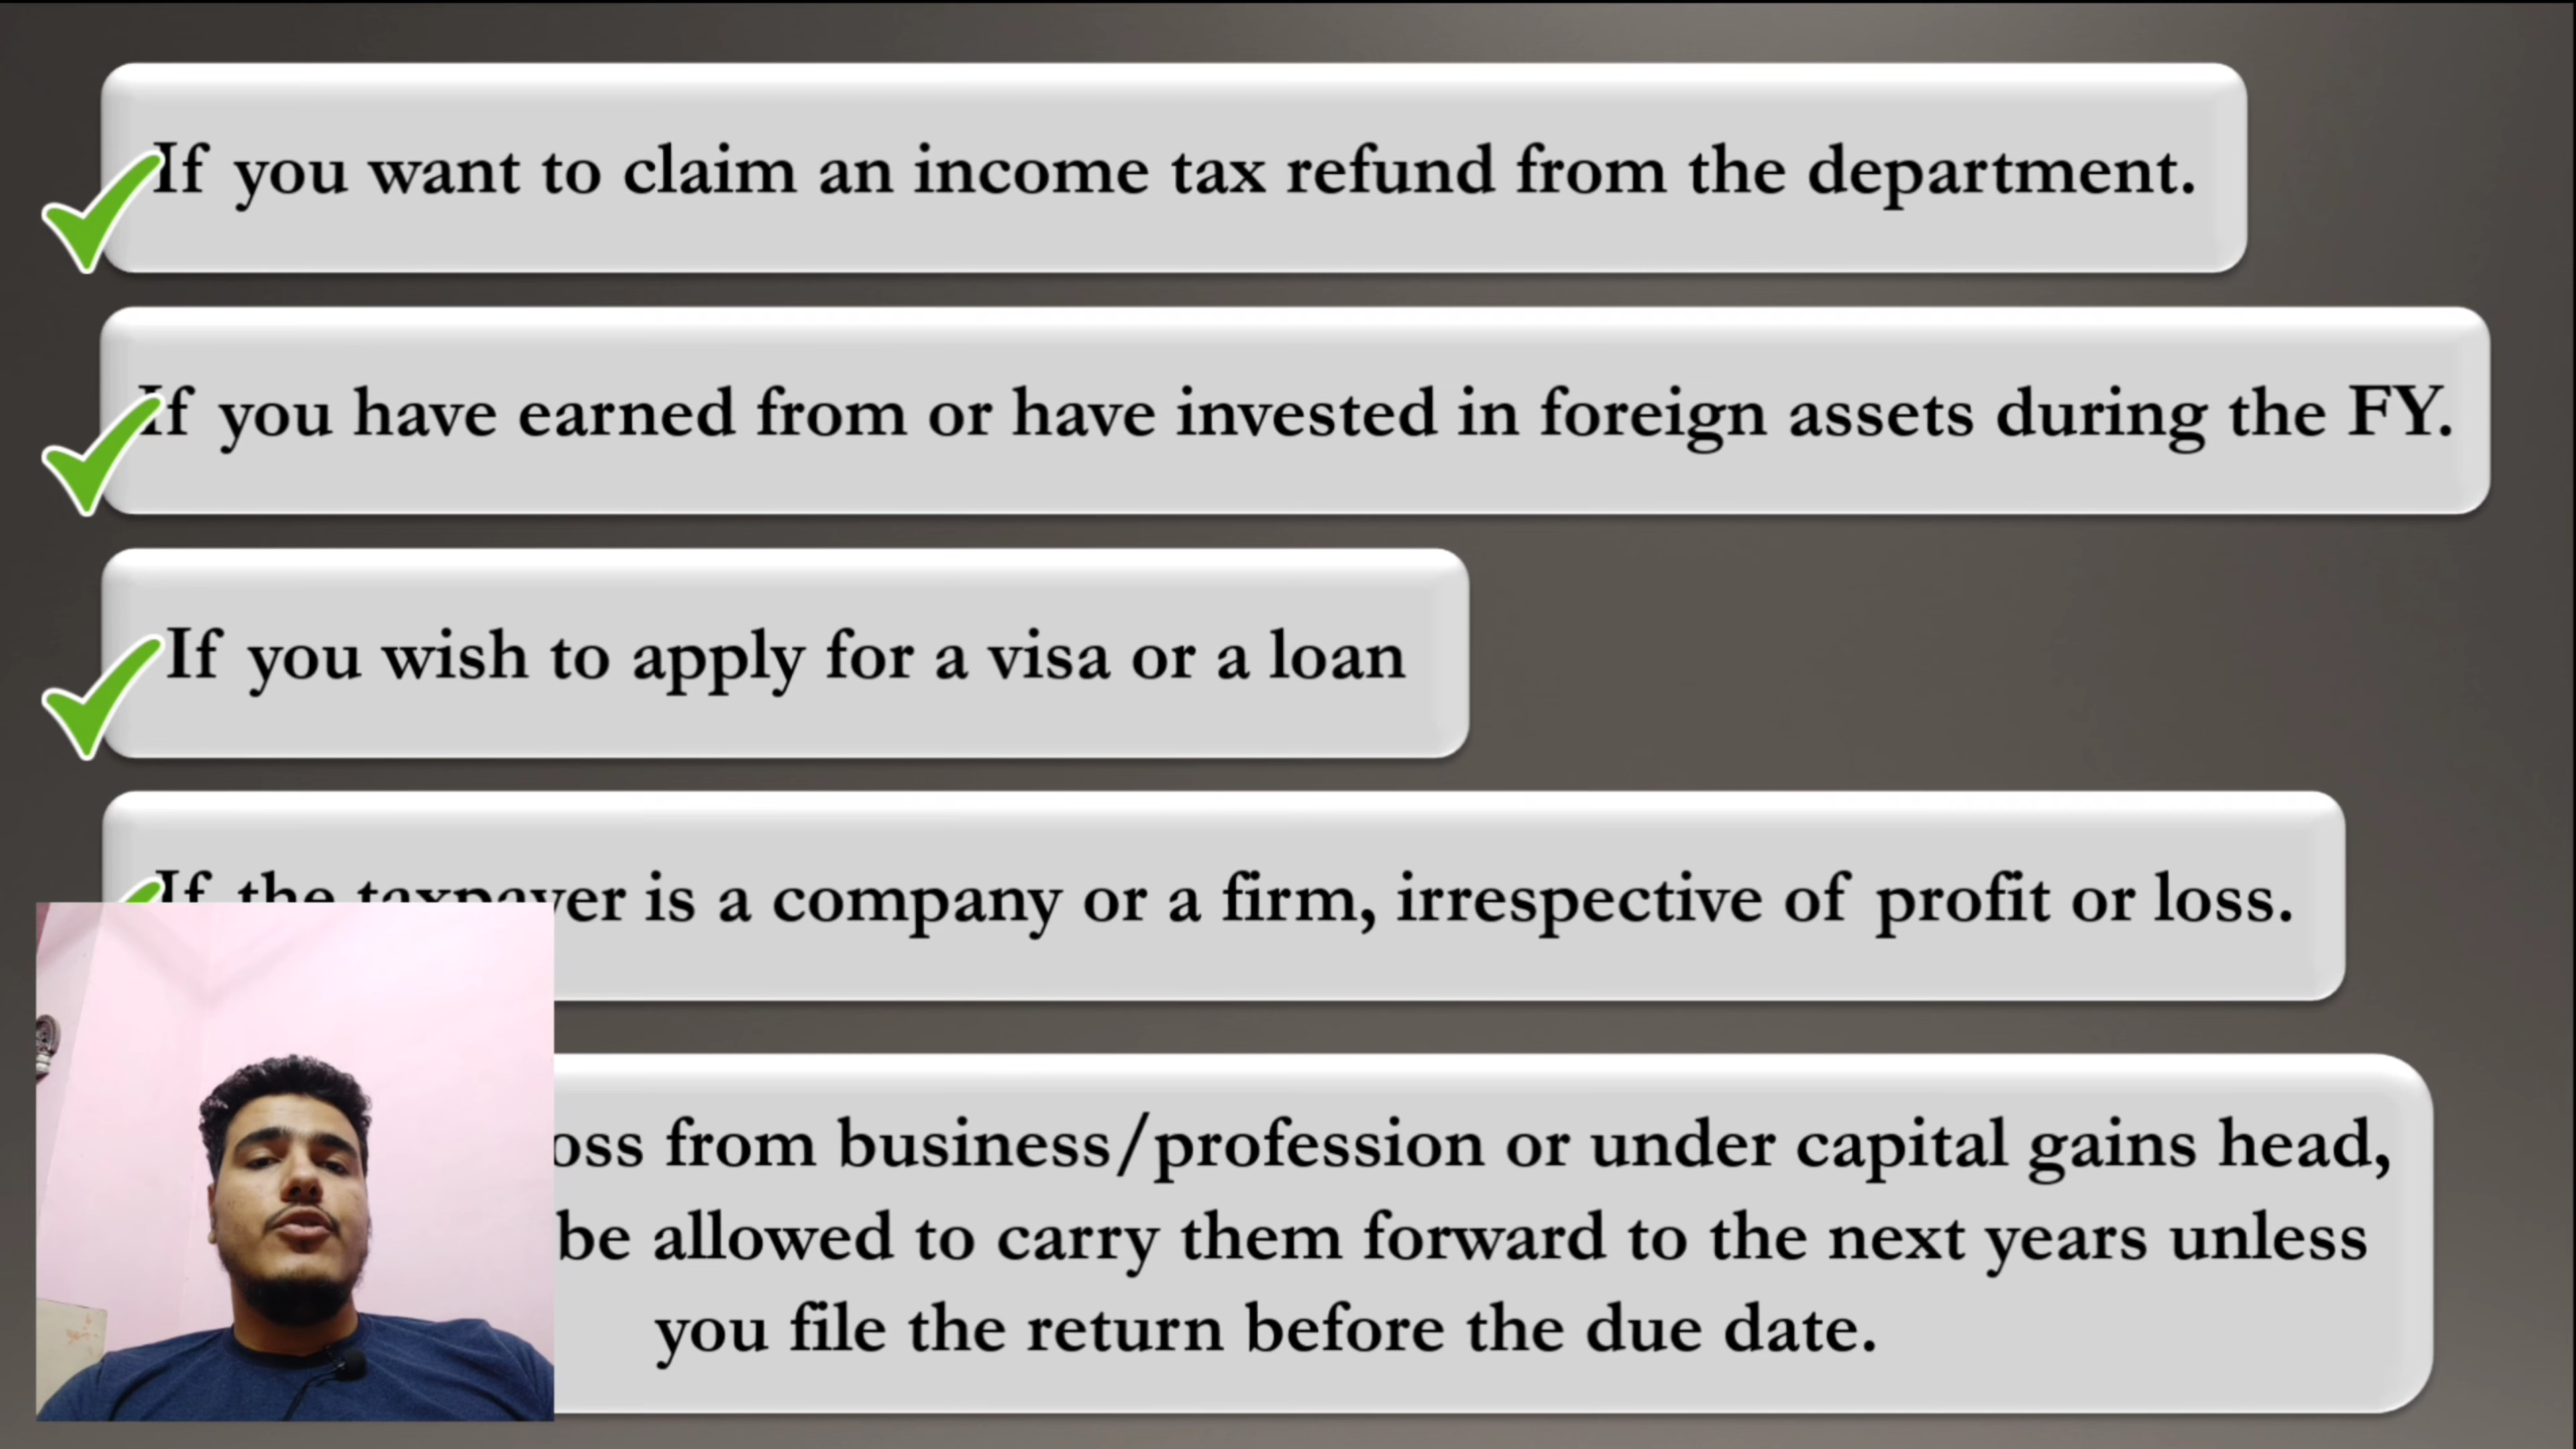 If you want to claim an income tax refund from the department.
If you have earned from or have invested in foreign assets during the FY.
If you wish to apply for a visa or a loan
If the taxpayer is a company or a firm, irrespective of profit or loss.
from business/profession or under capital gains head,
be allowed to carry them forward to the next years unless
you file the return before the due date.